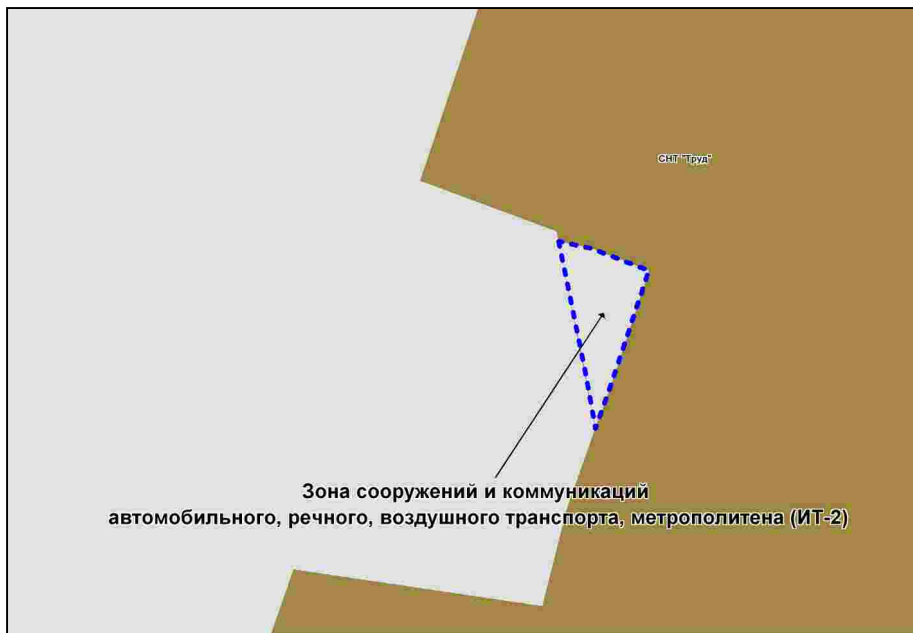 СНТ "Труд"
Зона сооружений и коммуникаций
автомобильного, речного, воздушного транспорта, метрополитена (ИТ-2)